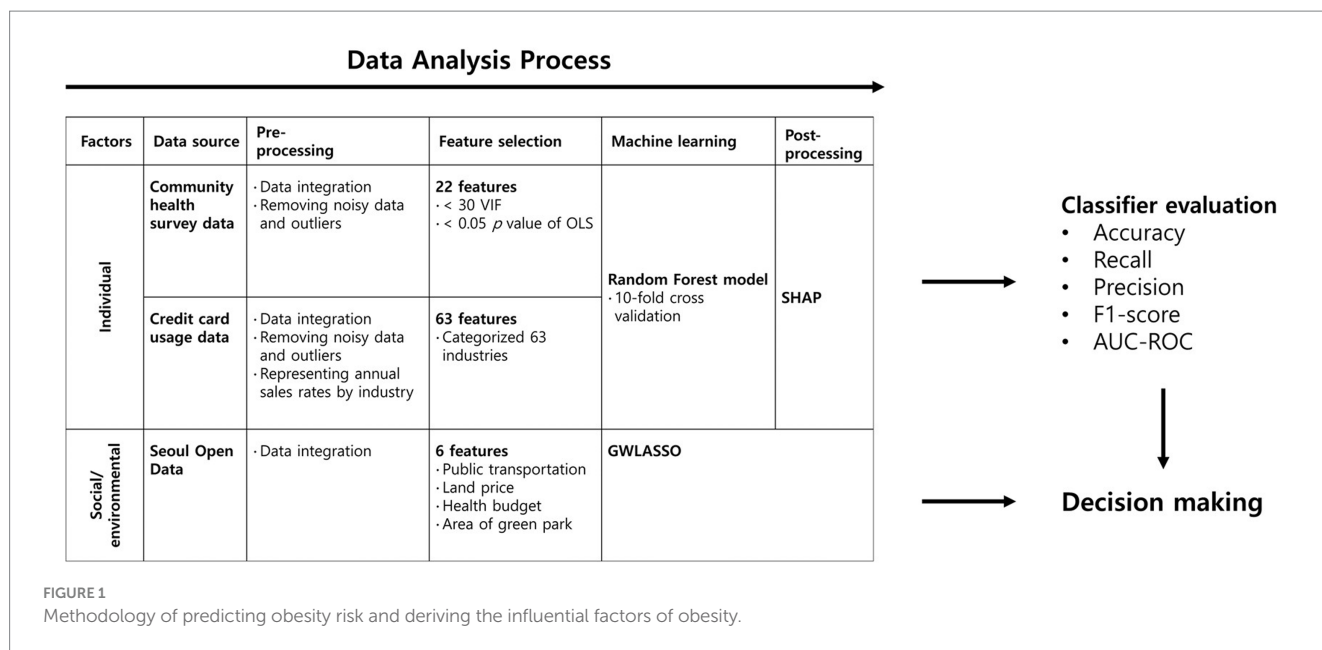 Data Analysis Process
Factors
Data source
Pre-
processing
Feature selection
Machine learning
Post-
processing
Individual
Community
health
survey data
· Data integration
· Removing noisy data
and outliers
22 features
· < 30 VIF
· < 0.05 p value of OLS
Random Forest model
· 10-fold cross
validation
SHAP
Credit card
usage data
· Data integration
· Removing noisy data
and outliers
· Representing annual
sales rates by industry
63 features
· Categorized 63
industries
Social/
environmental
Seoul Open
Data
· Data integration
6 features
· Public transportation
· Land price
· Health budget
· Area of green park
GWLASSO
Classifier evaluation
• Accuracy
• Recall
• Precision
• F1-score
• AUC-ROC
Decision making
FIGURE 1
Methodology of predicting obesity risk and deriving the influential factors of obesity.